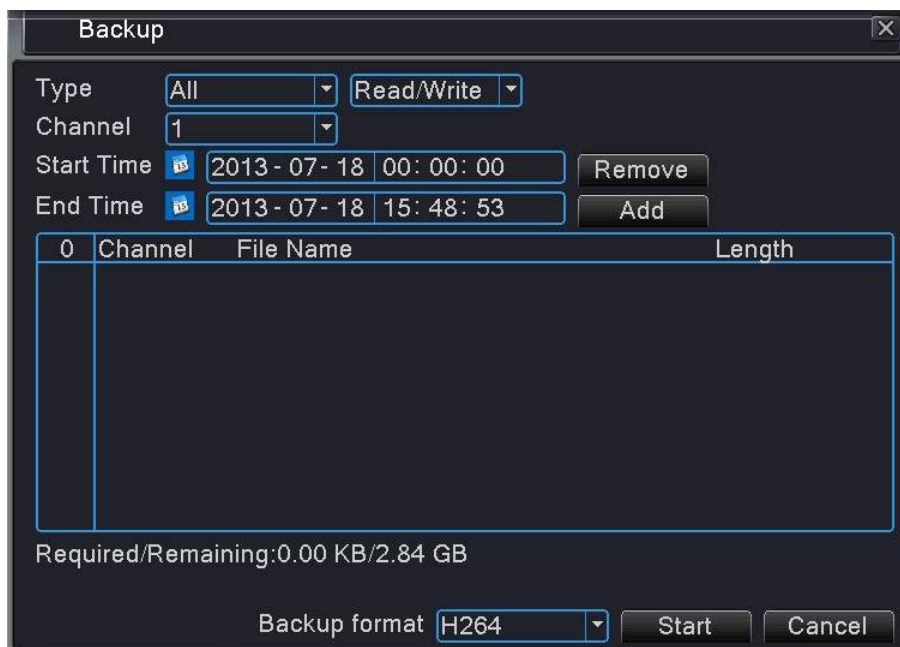 Backup
Type All Read/Write
Channel 1
Start Time 2013 - 07 - 18 00: 00: 00 Remove
End Time 2013 - 07 - 18 15: 48: 53 Add
0 Channel File Name Length
Required/Remaining:0.00 KB/2.84 GB
Backup format H264 Start Cancel